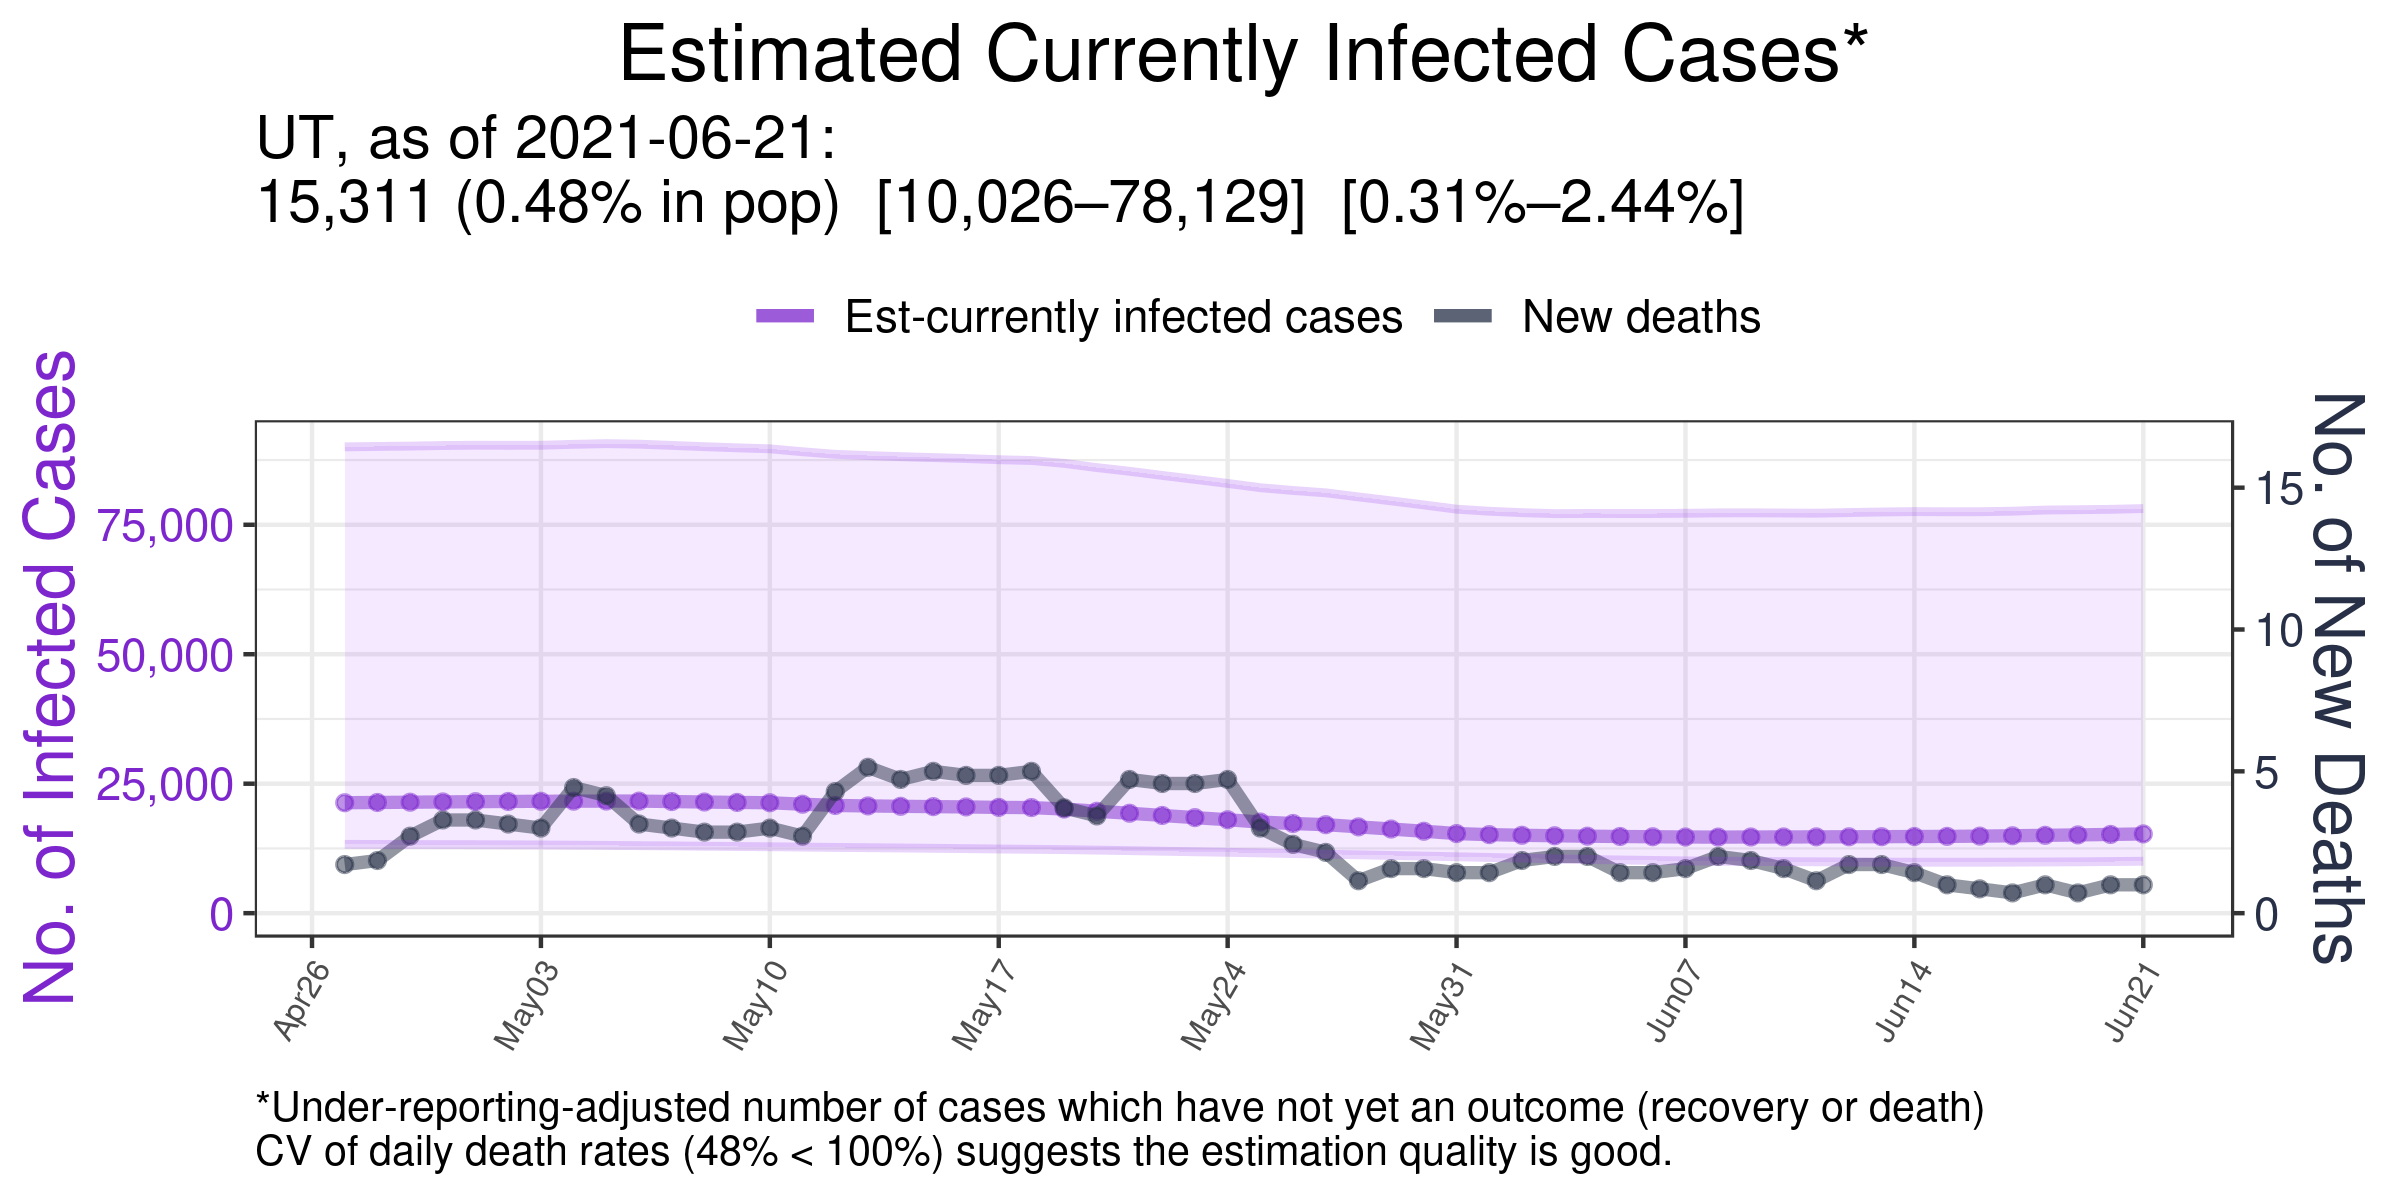 Estimated Currently Infected Cases*
UT, as of 2021-06-21:
15,311 (0.48% in pop)  [10,026–78,129]  [0.31%–2.44%]
Est-currently infected cases
New deaths
No. of Infected Cases
75,000
50,000
25,000
0
No. of New Deaths
15
10
5
0
Apr26
May03
May10
May17
May24
May31
Jun07
Jun14
Jun21
*Under-reporting-adjusted number of cases which have not yet an outcome (recovery or death)
CV of daily death rates (48% < 100%) suggests the estimation quality is good.